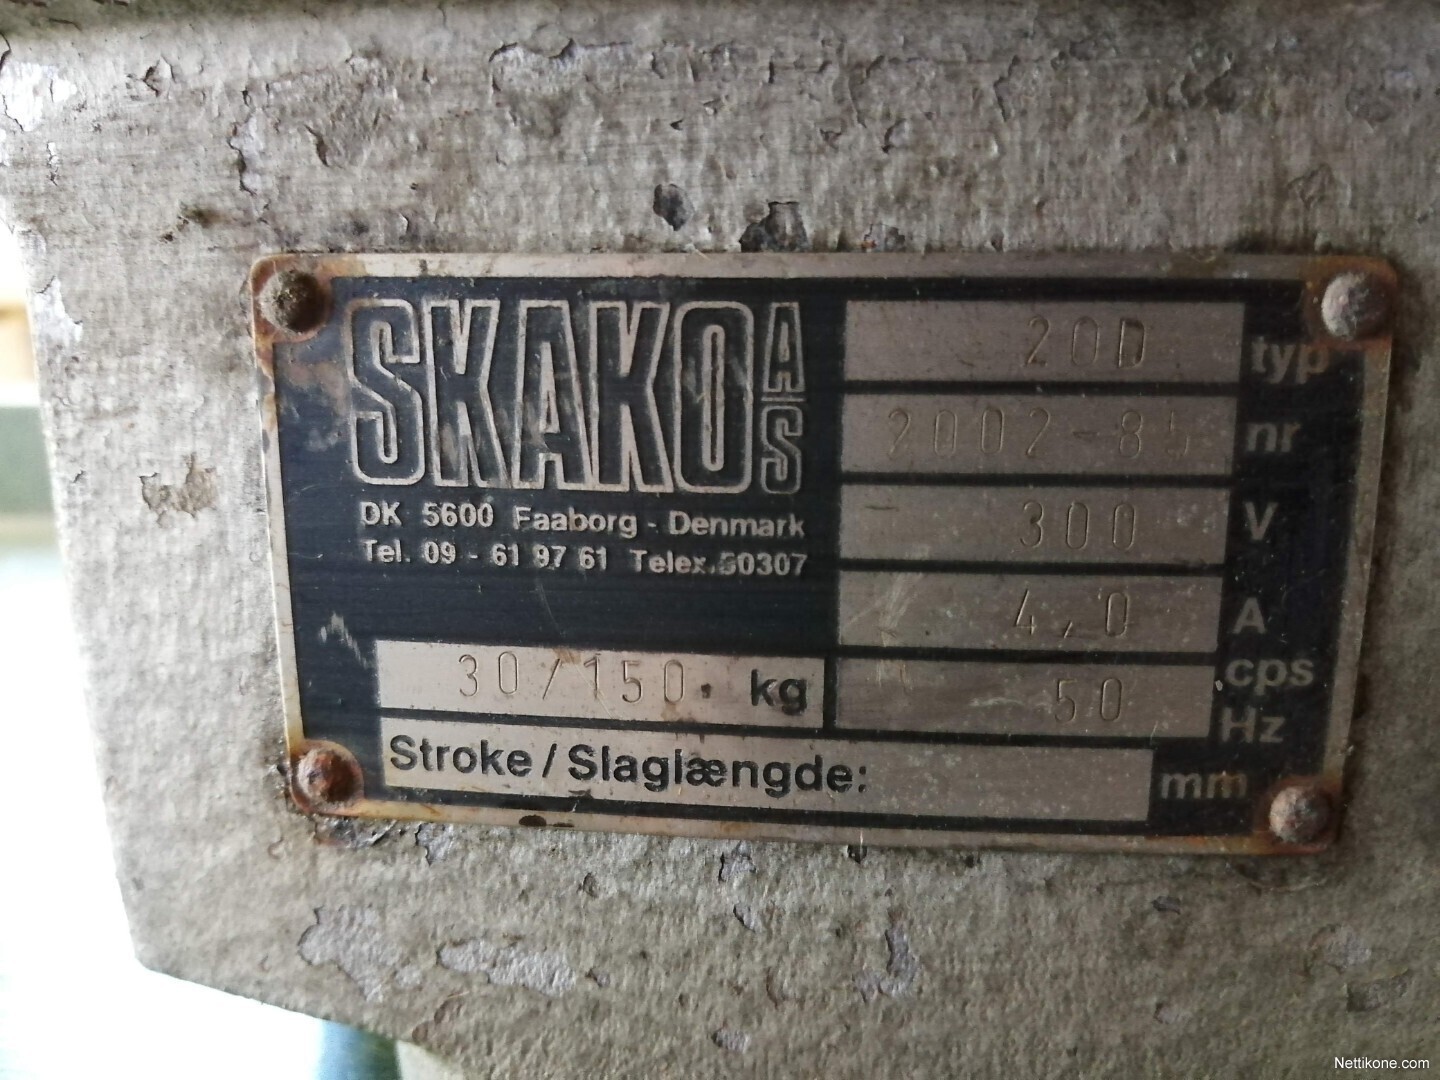 SKAKO A/S
DK 5600 Faaborg - Denmark
Tel. 09 - 61 97 61 Telex. 50307
20D typ
2002-85 nr
300 V
4,0 A
50 cps Hz
30/150 kg
Stroke / Slaglængde: mm
Nettikone.com